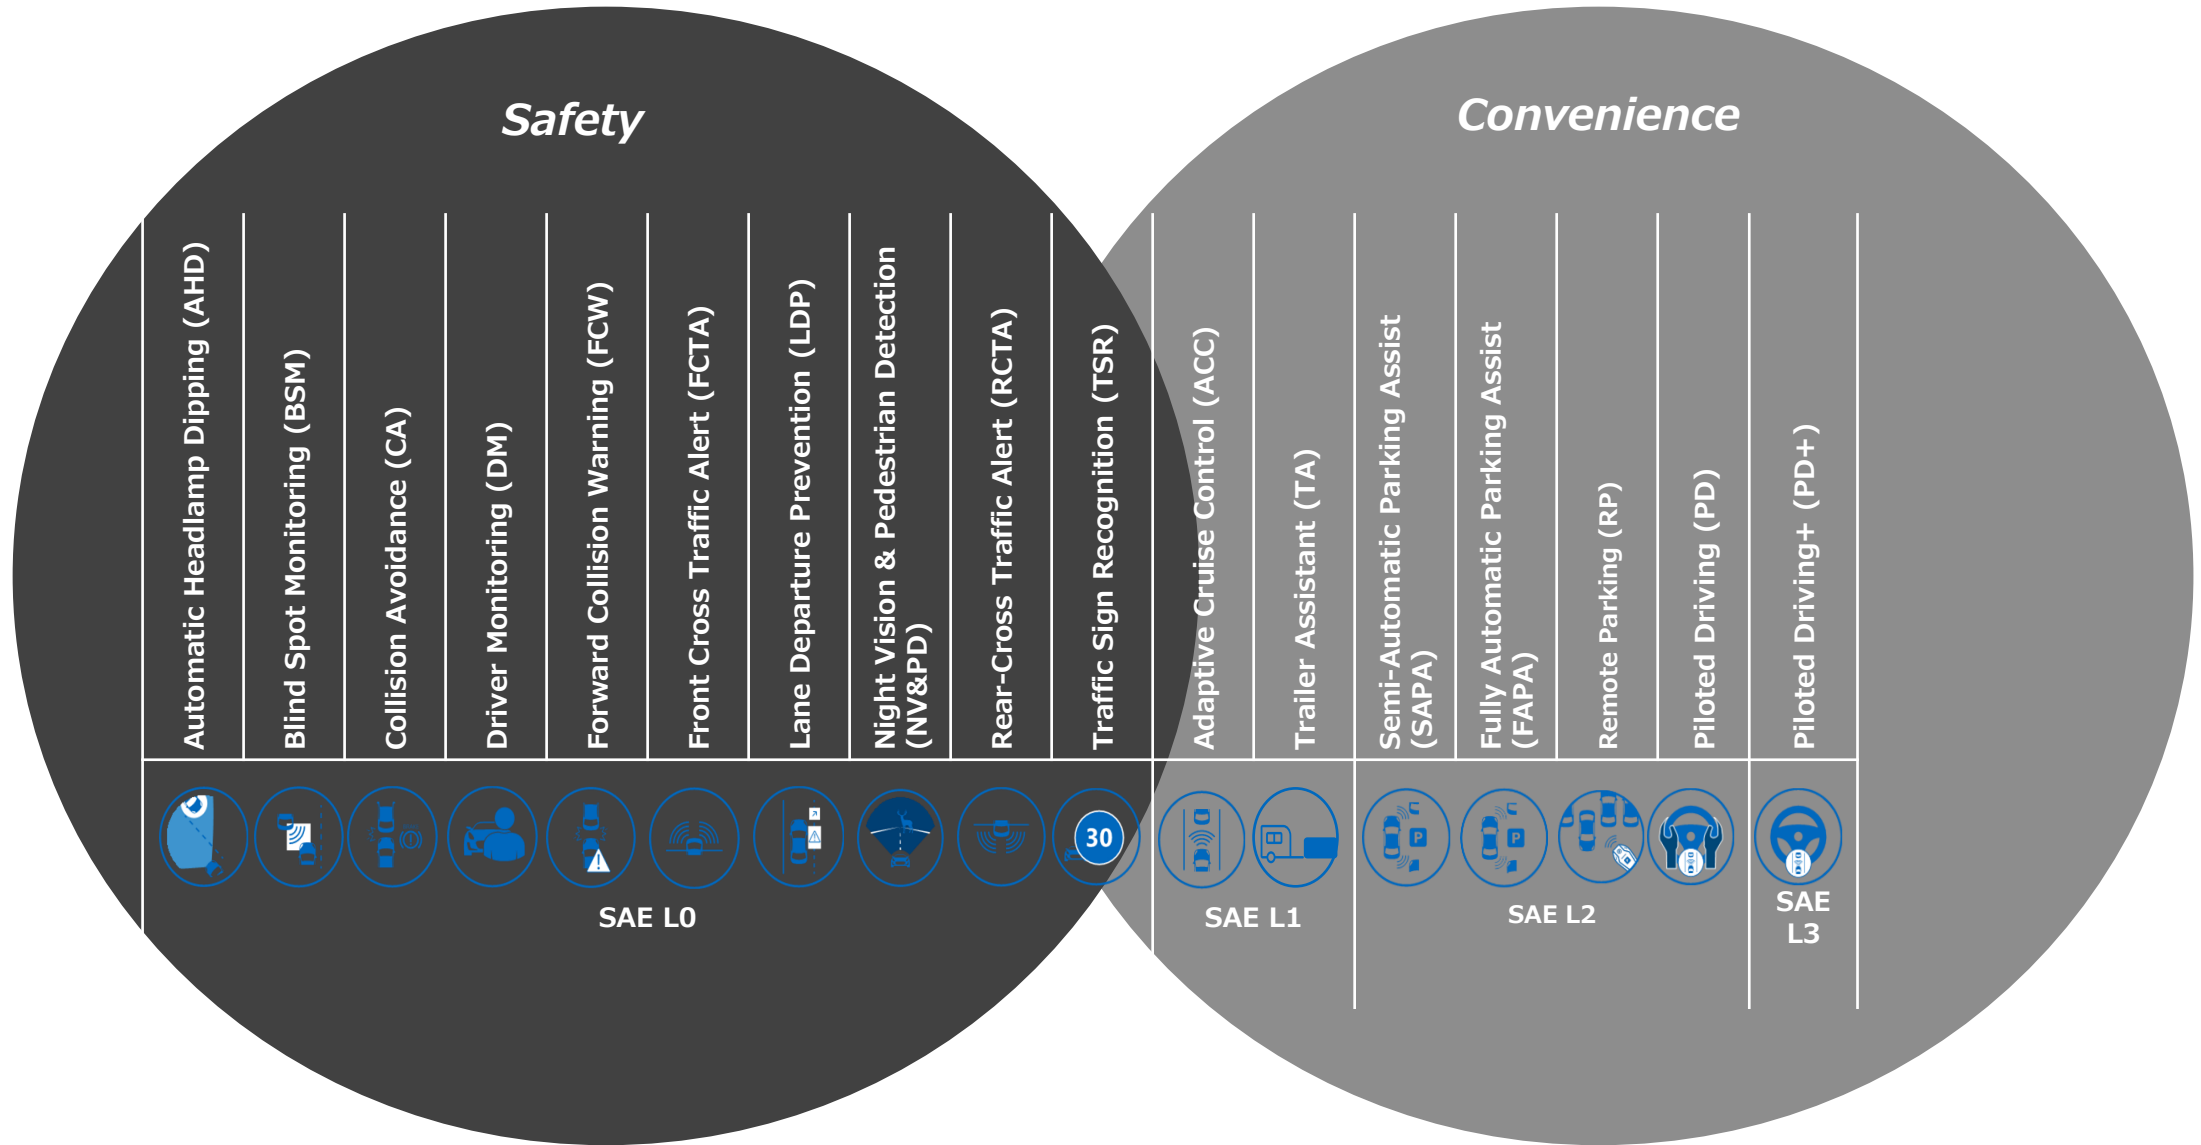 Safety
Convenience
Automatic Headlamp Dipping (AHD)
Blind Spot Monitoring (BSM)
Collision Avoidance (CA)
Driver Monitoring (DM)
Forward Collision Warning (FCW)
Front Cross Traffic Alert (FCTA)
Lane Departure Prevention (LDP)
Night Vision & Pedestrian Detection
(NV&PD)
Rear-Cross Traffic Alert (RCTA)
Traffic Sign Recognition (TSR)
Adaptive Cruise Control (ACC)
Trailer Assistant (TA)
Semi-Automatic Parking Assist
(SAPA)
Fully Automatic Parking Assist
(FAPA)
Remote Parking (RP)
Piloted Driving (PD)
Piloted Driving+ (PD+)
30
P
P
SAE L0
SAE L1
SAE L2
SAE
L3